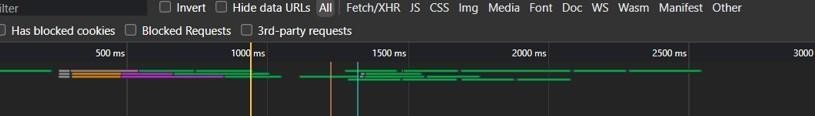 Invert Hide data URLs All Fetch/XHR JS CSS Img Media Font Doc WS Wasm Manifest Other
Has blocked cookies Blocked Requests 3rd-party requests
500 ms 1000 ms 1500 ms 2000 ms 2500 ms 3000